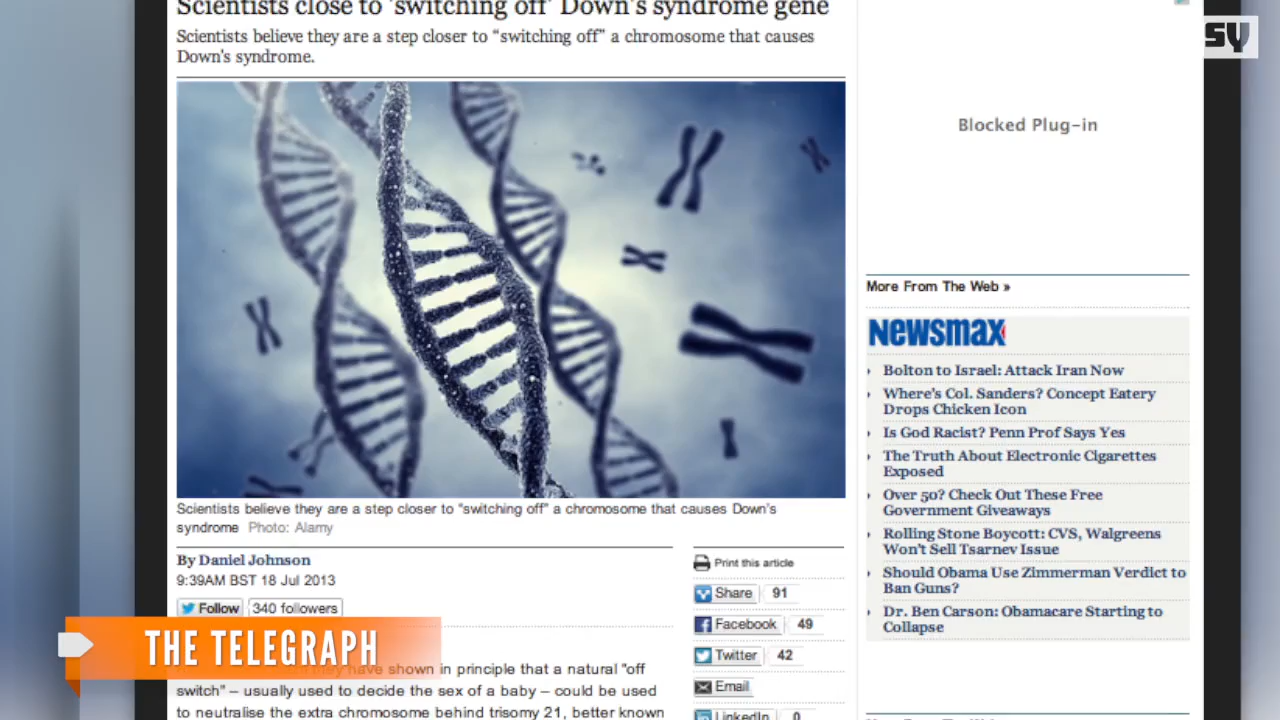 Scientists close to 'switching off' Down's syndrome gene
Scientists believe they are a step closer to “switching off” a chromosome that causes
Down's syndrome.
SY
Blocked Plug-in
More From The Web »
Newsmax
Bolton to Israel: Attack Iran Now
Where's Col. Sanders? Concept Eatery
Drops Chicken Icon
Is God Racist? Penn Prof Says Yes
The Truth About Electronic Cigarettes
Exposed
Over 50? Check Out These Free
Government Giveaways
Rolling Stone Boycott: CVS, Walgreens
Won't Sell Tsarnev Issue
Should Obama Use Zimmerman Verdict to
Ban Guns?
Dr. Ben Carson: Obamacare Starting to
Collapse
Scientists believe they are a step closer to “switching off” a chromosome that causes Down's
syndrome Photo: Alamy
By Daniel Johnson
9:39AM BST 18 Jul 2013
Follow 340 followers
Print this article
Share 91
Facebook 49
Twitter 42
Email
LinkedIn 0
THE TELEGRAPH
have shown in principle that a natural "off
switch" – usually used to decide the sex of a baby – could be used
to neutralise the extra chromosome behind trisomy 21, better known